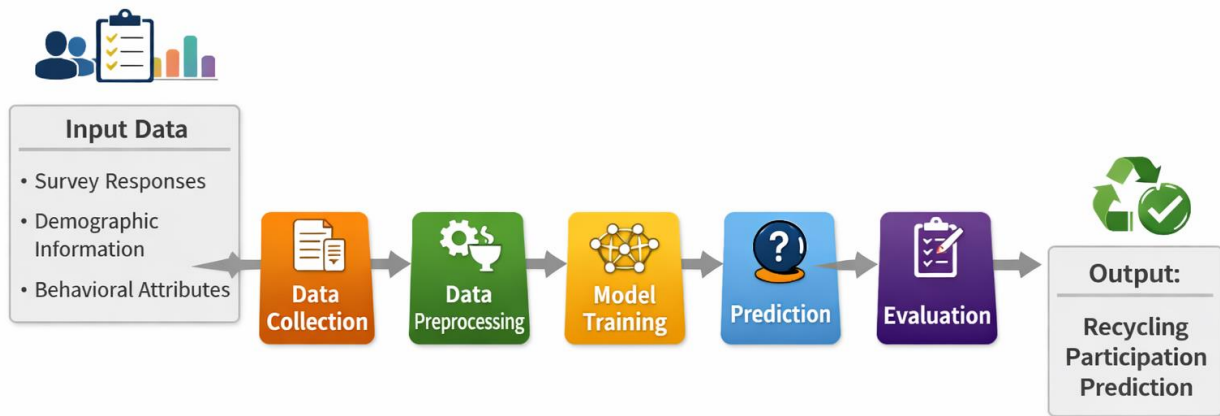 Input Data
• Survey Responses
• Demographic
Information
• Behavioral Attributes
Data
Collection
Data
Preprocessing
Model
Training
?
Prediction
Evaluation
Output:
Recycling
Participation
Prediction